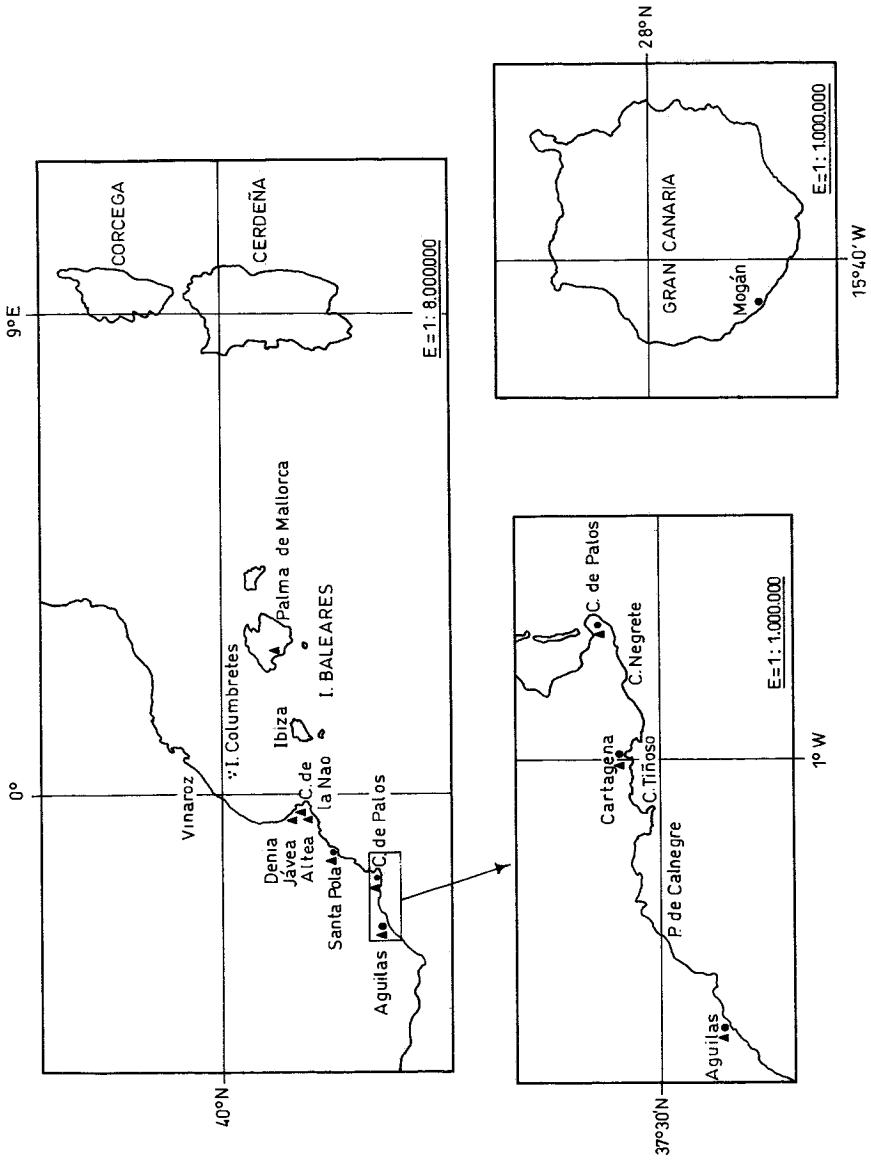 0°
9°E
40°N
CORCEGA
CERDEÑA
E=1: 8.000.000
Vinaroz
I. Columbretes
Ibiza
Palma de Mallorca
I. BALEARES
Denia
Jávea
Altea
C. de
la Nao
Santa Pola
C. de Palos
Aguilas
37°30'N
1° W
Cartagena
C. Tiñoso
C. Negrete
C. de Palos
P. de Calnegre
Aguilas
E=1: 1.000.000
28°N
15°40' W
GRAN CANARIA
Mogán
E=1: 1.000.000